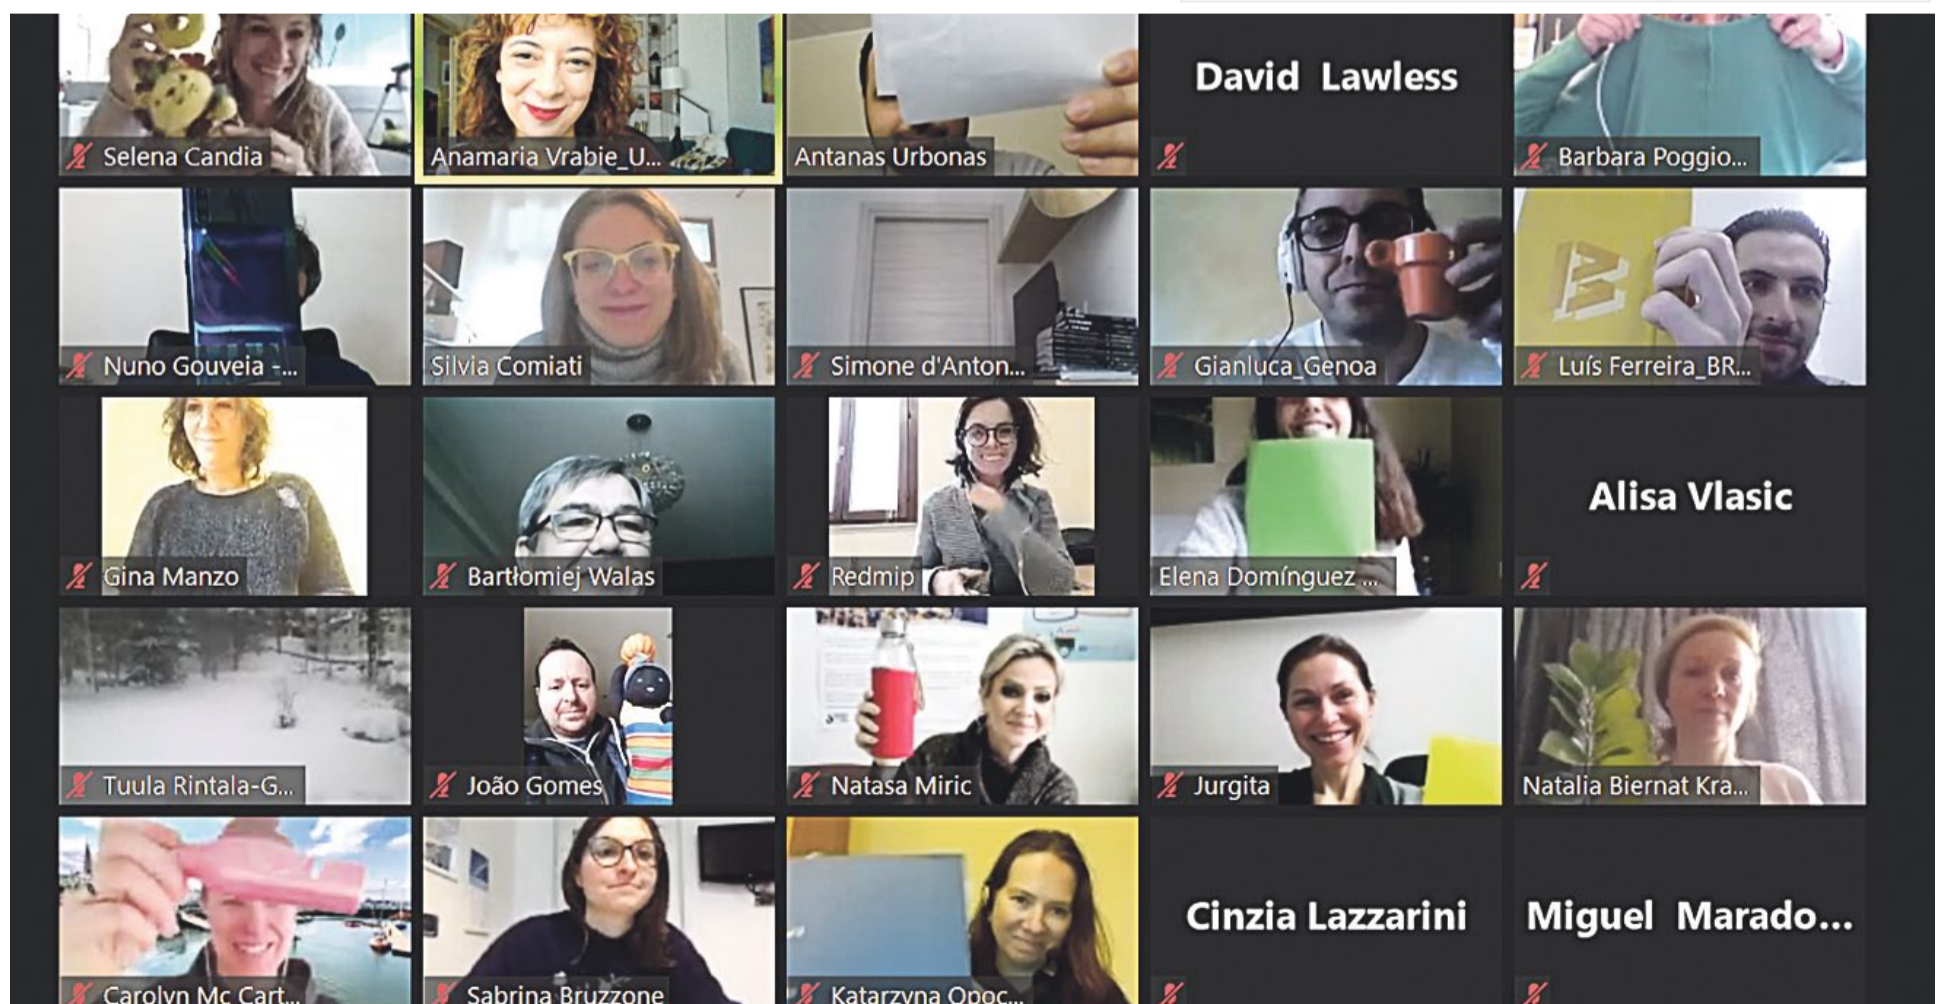 Selena Candia
Anamaria Vrabie_U...
Antanas Urbonas
David Lawless
Barbara Poggio...
Nuno Gouveia -...
Silvia Comiati
Simone d'Anton...
Gianluca_Genoa
Luís Ferreira_BR...
Gina Manzo
Bartłomiej Walas
Redmip
Elena Domínguez ...
Alisa Vlasic
Tuula Rintala-G...
João Gomes
Natasa Miric
Jurgita
Natalia Biernat Kra...
Carolyn Mc Cart...
Sabrina Bruzzone
Katarzyna Opoc...
Cinzia Lazzarini
Miguel Marado...